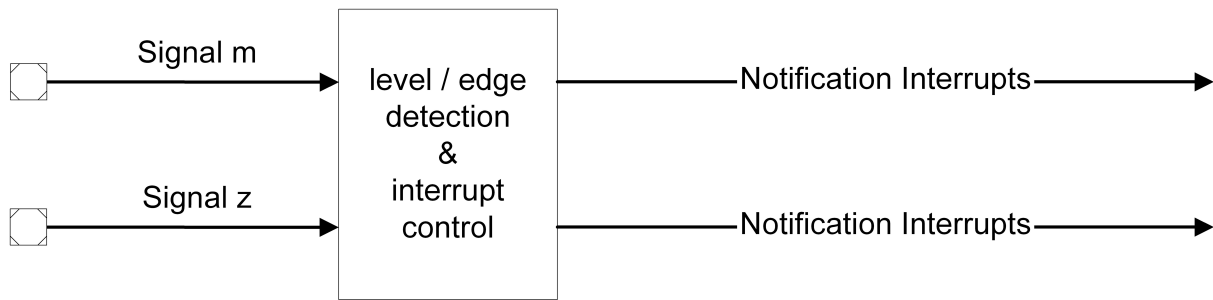 Signal m
level / edge
detection
&
interrupt
control
Notification Interrupts
Signal z
Notification Interrupts